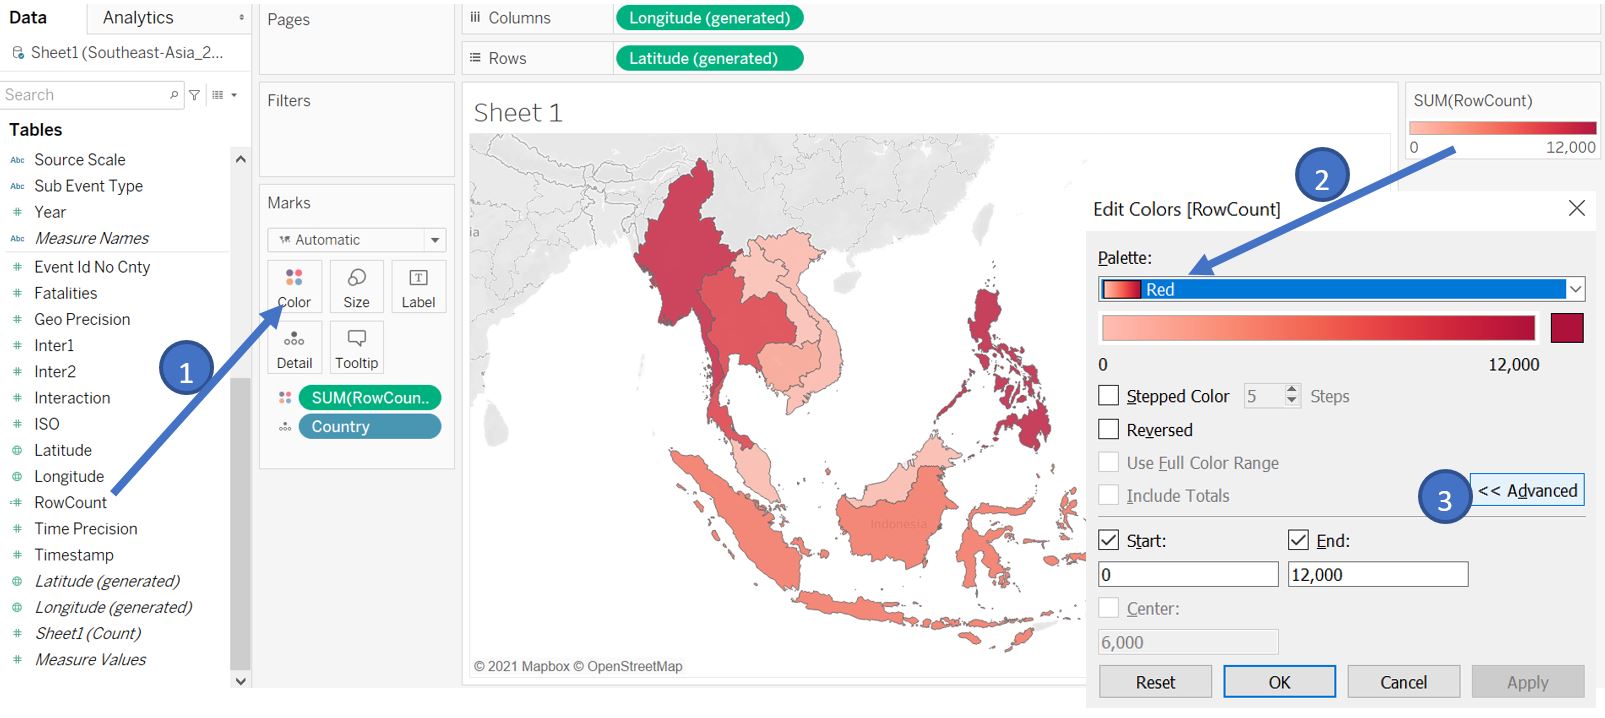 Data
Analytics
Sheet1 (Southeast-Asia_2...
Search
Tables
Abc Source Scale
Abc Sub Event Type
# Year
Abc Measure Names
# Event Id No Cnty
# Fatalities
# Geo Precision
# Inter1
# Inter2
# Interaction
# ISO
Latitude
Longitude
=# RowCount
# Time Precision
# Timestamp
Latitude (generated)
Longitude (generated)
# Sheet1 (Count)
# Measure Values
Pages
Filters
Marks
Automatic
Color
Size
Label
Detail
Tooltip
SUM(RowCoun..
Country
1
Columns
Longitude (generated)
Rows
Latitude (generated)
Sheet 1
ia
Indonesia
© 2021 Mapbox © OpenStreetMap
SUM(RowCount)
0
12,000
2
Edit Colors [RowCount]
Palette:
Red
0
12,000
Stepped Color
5
Steps
Reversed
Use Full Color Range
Include Totals
3
<< Advanced
Start:
End:
0
12,000
Center:
6,000
Reset
OK
Cancel
Apply